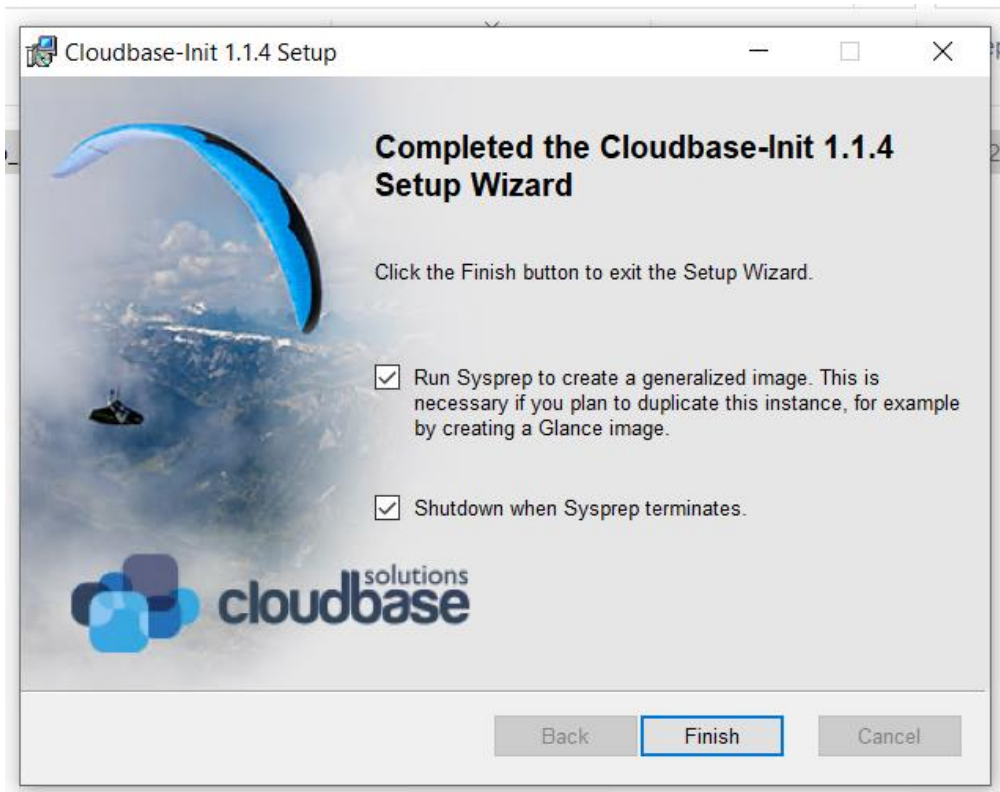 Cloudbase-Init 1.1.4 Setup
Completed the Cloudbase-Init 1.1.4
Setup Wizard
Click the Finish button to exit the Setup Wizard.
Run Sysprep to create a generalized image. This is
necessary if you plan to duplicate this instance, for example
by creating a Glance image.
Shutdown when Sysprep terminates.
solutions
cloudbase
Back
Finish
Cancel